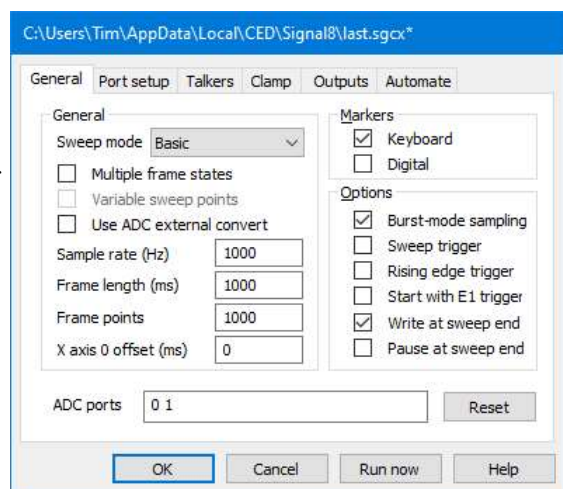 C:\Users\Tim\AppData\Local\CED\Signal8\last.sgcx*
General Port setup Talkers Clamp Outputs Automate
General
Sweep mode Basic
Multiple frame states
Variable sweep points
Use ADC external convert
Sample rate (Hz) 1000
Frame length (ms) 1000
Frame points 1000
X axis 0 offset (ms) 0
Markers
Keyboard
Digital
Options
Burst-mode sampling
Sweep trigger
Rising edge trigger
Start with E1 trigger
Write at sweep end
Pause at sweep end
ADC ports 0 1 Reset
OK Cancel Run now Help